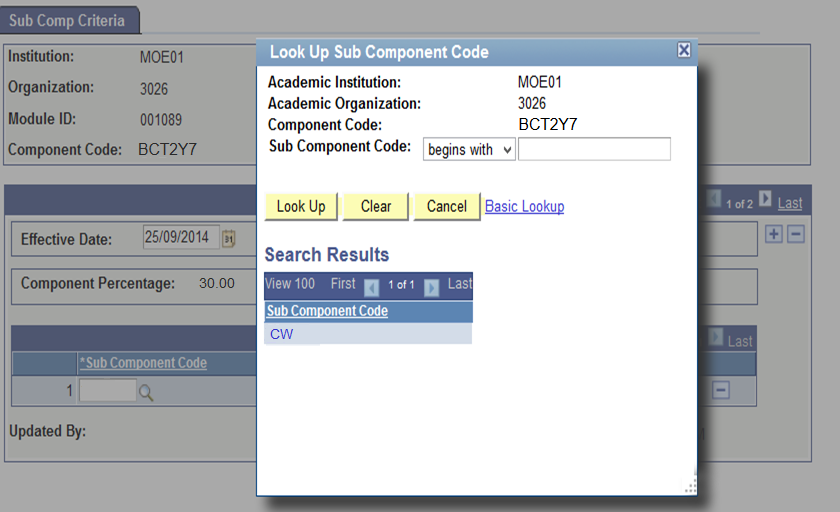 Sub Comp Criteria
Institution: MOE01
Organization: 3026
Module ID: 001089
Component Code: BCT2Y7
1 of 2 Last
Effective Date: 25/09/2014 31
Component Percentage: 30.00
Last
*Sub Component Code
1
Updated By:
Look Up Sub Component Code
Academic Institution: MOE01
Academic Organization: 3026
Component Code: BCT2Y7
Sub Component Code: begins with
Look Up Clear Cancel Basic Lookup
Search Results
View 100 First 1 of 1 Last
Sub Component Code
CW